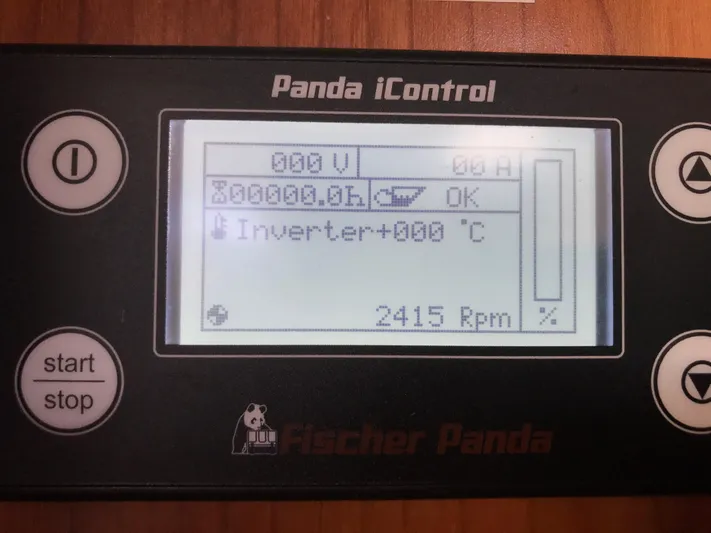 Panda iControl
000 V 00 A
00000.0h OK
Inverter+000 °C
2415 Rpm %
start
stop
Fischer Panda